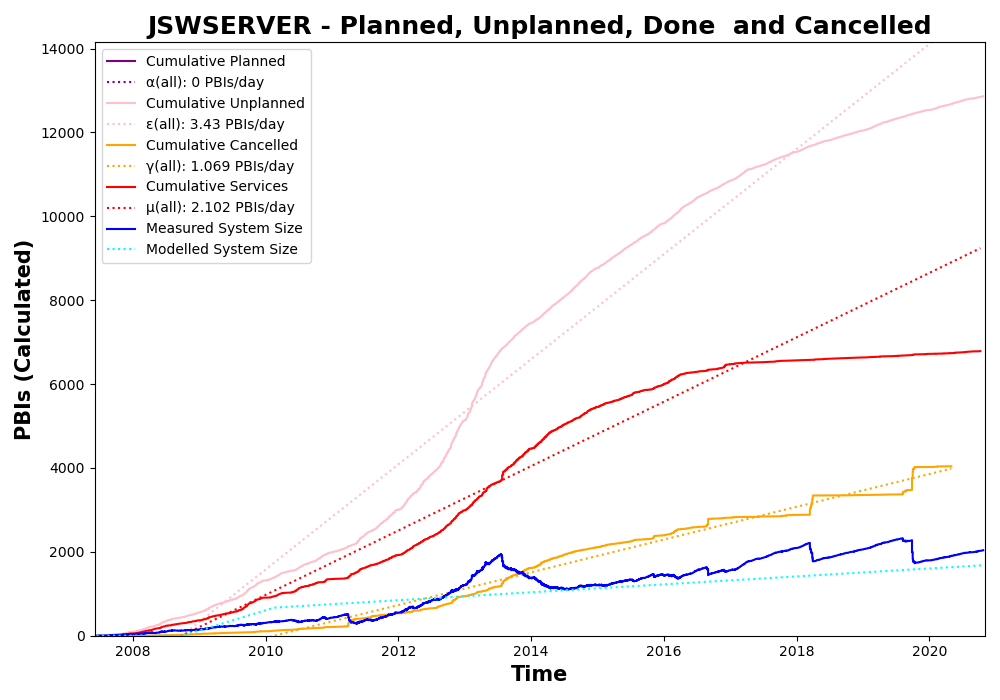 JSWSERVER - Planned, Unplanned, Done  and Cancelled
14000
12000
10000
8000
6000
4000
2000
0
PBIs (Calculated)
Cumulative Planned
α(all): 0 PBIs/day
Cumulative Unplanned
ε(all): 3.43 PBIs/day
Cumulative Cancelled
γ(all): 1.069 PBIs/day
Cumulative Services
μ(all): 2.102 PBIs/day
Measured System Size
Modelled System Size
2008 2010 2012 2014 2016 2018 2020
Time